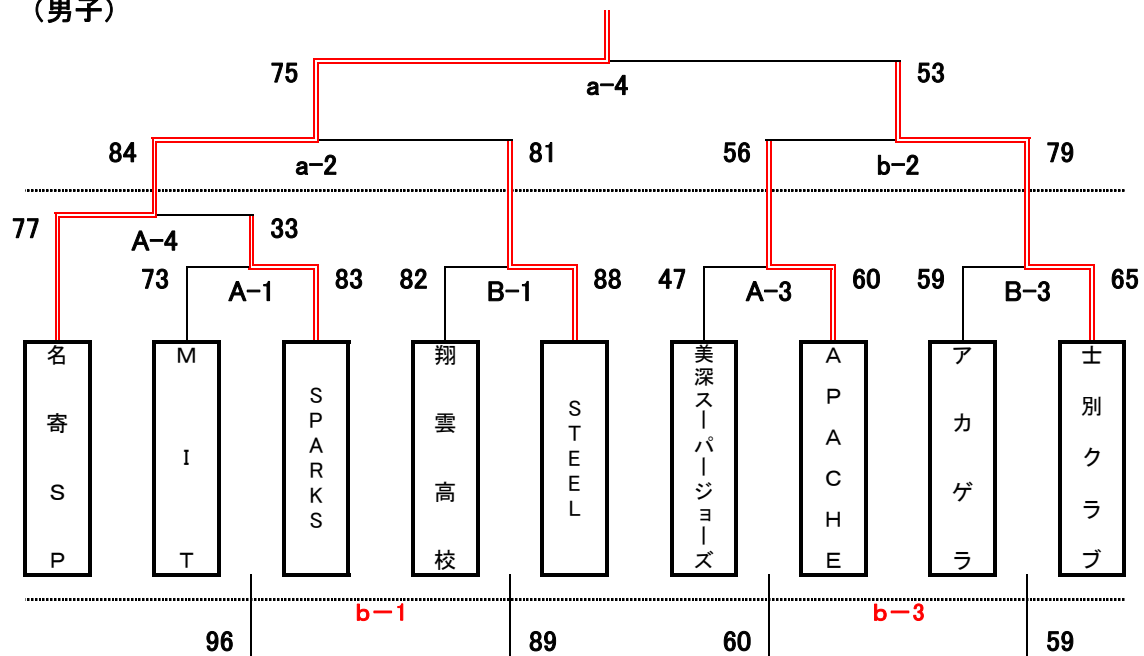 （男子）
75
53
a-4
84
81
56
79
a-2
b-2
77
33
A-4
73
83
82
88
47
60
59
65
A-1
B-1
A-3
B-3
名寄ＳＰ
ＭＩＴ
ＳＰＡＲＫＳ
翔雲高校
ＳＴＥＥＬ
美深スーパージョーズ
ＡＰＡＣＨＥ
アカゲラ
士別クラブ
b－1
b－3
96
89
60
59